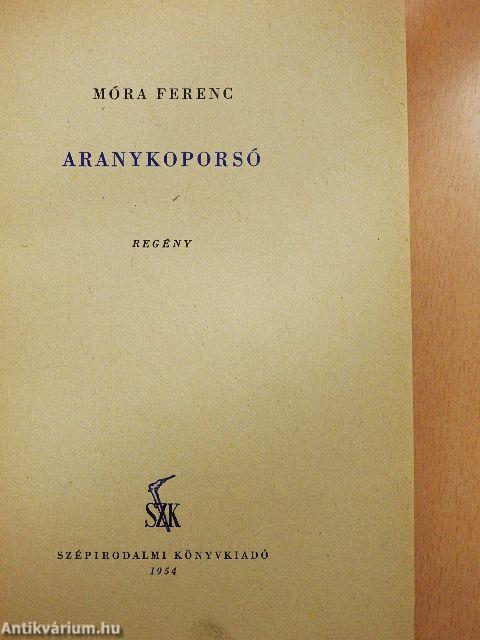 MÓRA FERENC
ARANYKOPORSÓ
REGÉNY
SZK
SZÉPIRODALMI KÖNYVKIADÓ
1954
Antikvárium.hu